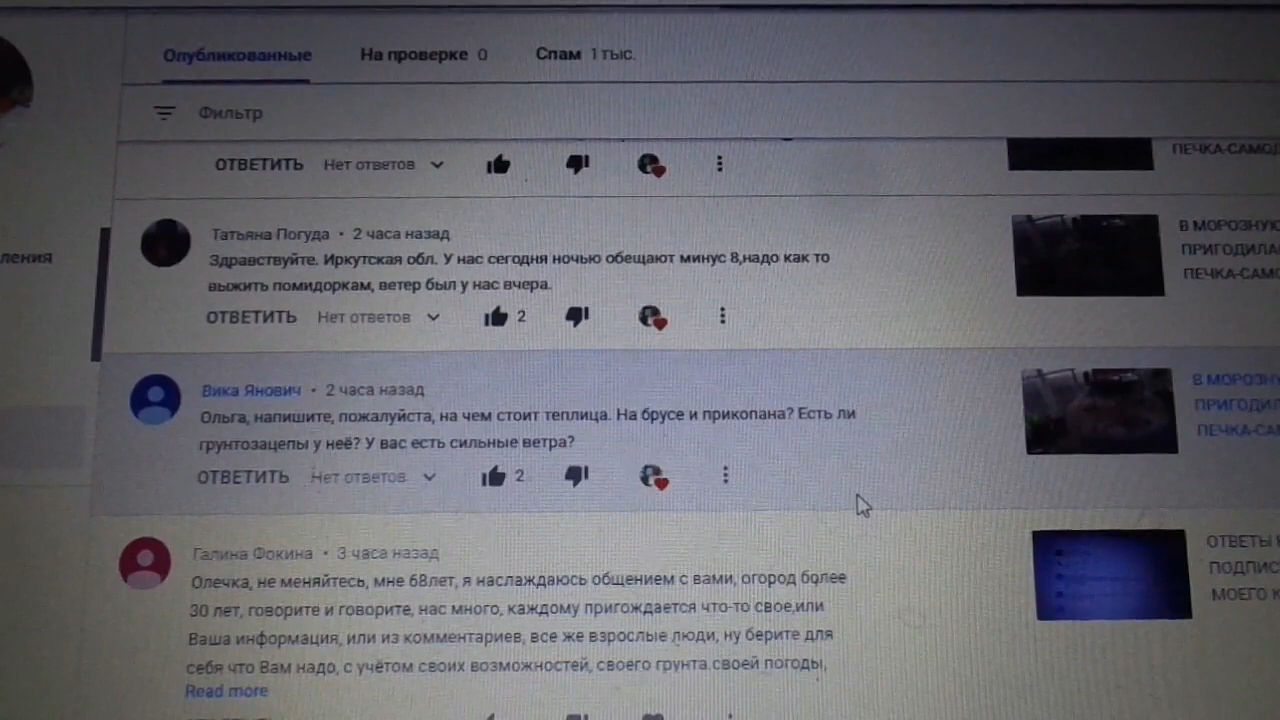 Опубликованные На проверке 0 Спам 1 тыс.
Фильтр
ОТВЕТИТЬ Нет ответов
ПЕЧКА-САМОД
Татьяна Погуда • 2 часа назад
Здравствуйте. Иркутская обл. У нас сегодня ночью обещают минус 8,надо как то
выжить помидоркам, ветер был у нас вчера.
ОТВЕТИТЬ Нет ответов 2
В МОРОЗНУЮ
ПРИГОДИЛА
ПЕЧКА-САМО
ления
Вика Янович • 2 часа назад
Ольга, напишите, пожалуйста, на чем стоит теплица. На брусе и прикопана? Есть ли
грунтозацепы у неё? У вас есть сильные ветра?
ОТВЕТИТЬ Нет ответов 2
В МОРОЗНУ
ПРИГОДИЛ
ПЕЧКА-СА
Галина Фокина • 3 часа назад
Олечка, не меняйтесь, мне 68лет, я наслаждаюсь общением с вами, огород более
30 лет, говорите и говорите, нас много, каждому пригождается что-то свое,или
Ваша информация, или из комментариев, все же взрослые люди, ну берите для
себя что Вам надо, с учётом своих возможностей, своего грунта.своей погоды,
Read more
ОТВЕТЫ
ПОДПИС
МОЕГО К